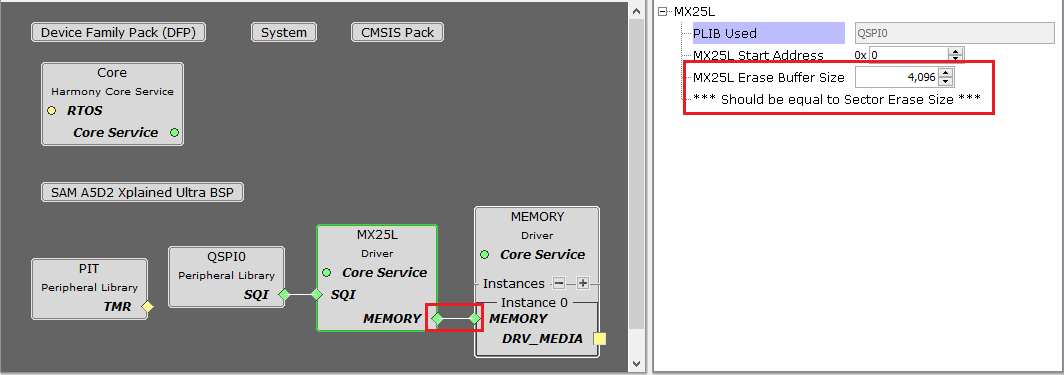 Device Family Pack (DFP)
System
CMSIS Pack
Core
Harmony Core Service
RTOS
Core Service
SAM A5D2 Xplained Ultra BSP
PIT
Peripheral Library
TMR
QSPI0
Peripheral Library
SQI
MX25L
Driver
Core Service
SQI
MEMORY
MEMORY
Driver
Core Service
Instances
Instance 0
MEMORY
DRV_MEDIA
MX25L
PLIB Used QSPI0
MX25L Start Address 0x 0
MX25L Erase Buffer Size 4,096
*** Should be equal to Sector Erase Size ***